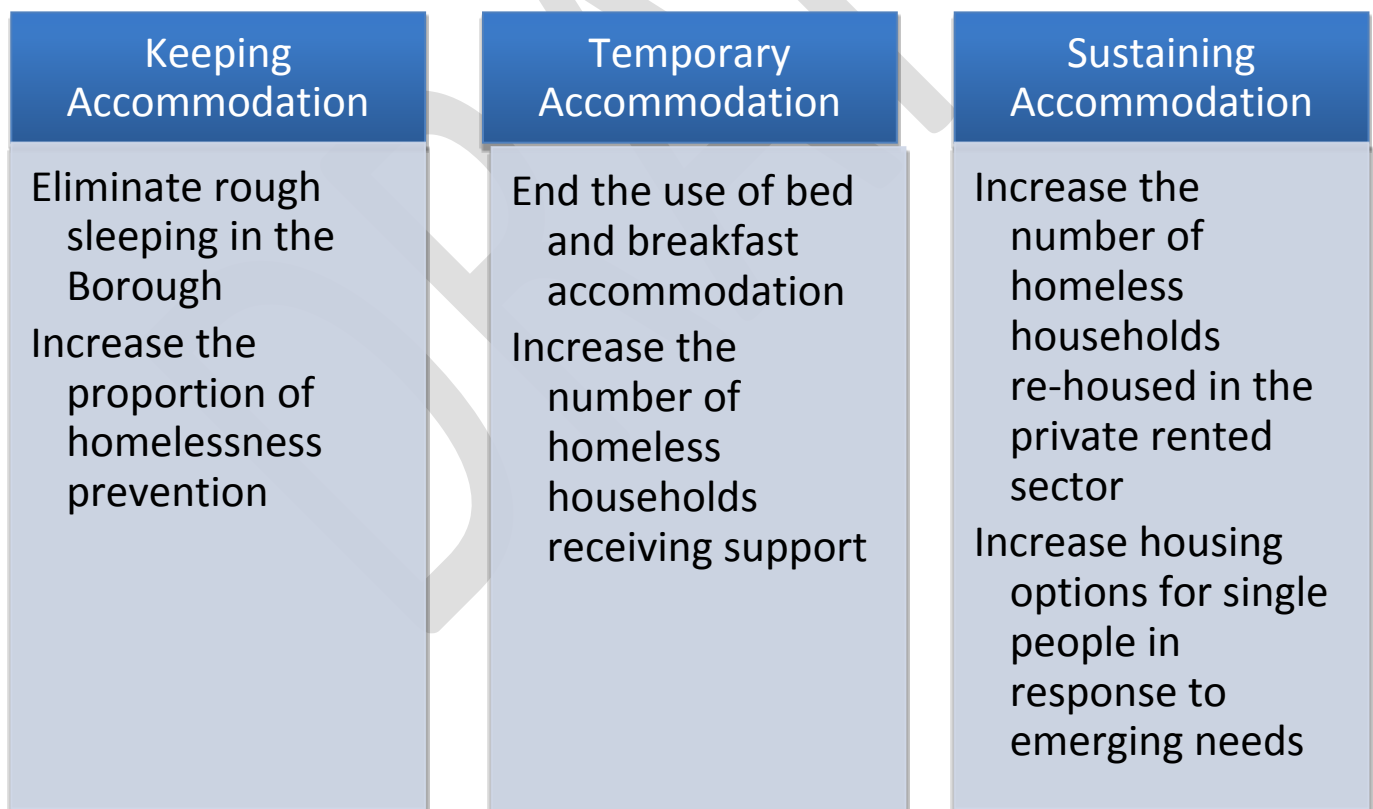 Keeping
Accommodation
Eliminate rough
sleeping in the
Borough
Increase the
proportion of
homelessness
prevention
Temporary
Accommodation
End the use of bed
and breakfast
accommodation
Increase the
number of
homeless
households
receiving support
Sustaining
Accommodation
Increase the
number of
homeless
households
re-housed in the
private rented
sector
Increase housing
options for single
people in
response to
emerging needs